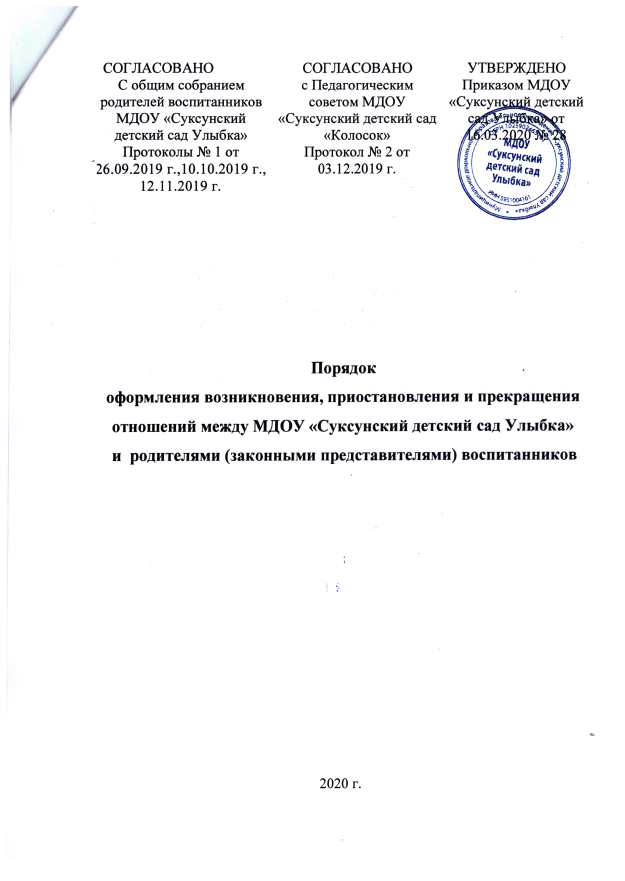 СОГЛАСОВАНО
С общим собранием
родителей воспитанников
МДОУ «Суксунский
детский сад Улыбка»
Протоколы № 1 от
26.09.2019 г.,10.10.2019 г.,
12.11.2019 г.
СОГЛАСОВАНО
с Педагогическим
советом МДОУ
«Суксунский детский сад
«Колосок»
Протокол № 2 от
03.12.2019 г.
УТВЕРЖДЕНО
Приказом МДОУ
«Суксунский детский
сад Улыбка» от
16.03.2020 № 28
МДОУ
«Суксунский
детский сад
Улыбка»
ИНН 5951004161
Порядок
оформления возникновения, приостановления и прекращения
отношений между МДОУ «Суксунский детский сад Улыбка»
и родителями (законными представителями) воспитанников
2020 г.